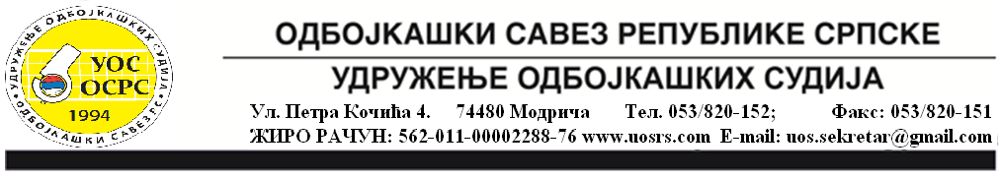 УДРУЖЕЊЕ ОДБОЈКАШКИХ СУДИЈА
ОДБОЈКАШКИ САВЕЗ РС
УОС
ОСРС
1994
ОДБОЈКАШКИ САВЕЗ РЕПУБЛИКЕ СРПСКЕ
УДРУЖЕЊЕ ОДБОЈКАШКИХ СУДИЈА
Ул. Петра Кочића 4. 74480 Модрича Тел. 053/820-152; Факс: 053/820-151
ЖИРО РАЧУН: 562-011-00002288-76 www.uosrs.com E-mail: uos.sekretar@gmail.com